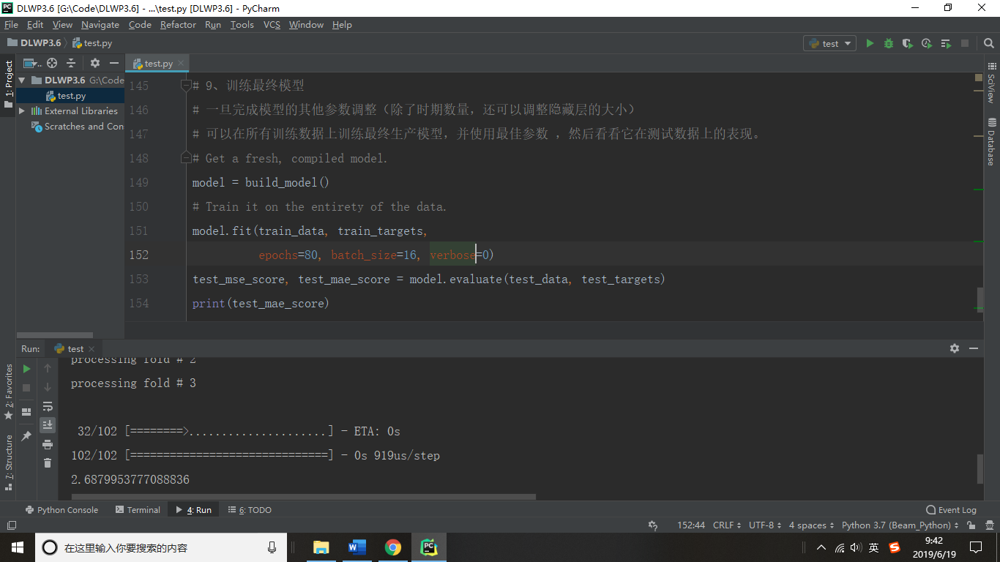 DLWP3.6 [G:\Code\DLWP3.6] - ...\test.py [DLWP3.6] - PyCharm
File Edit View Navigate Code Refactor Run Tools VCS Window Help
DLWP3.6 test.py test
1: Project
DLWP3.6 G:\Code
test.py
External Libraries
Scratches and Con
test.py
145 # 9、训练最终模型
146 # 一旦完成模型的其他参数调整（除了时期数量，还可以调整隐藏层的大小）
147 # 可以在所有训练数据上训练最终生产模型，并使用最佳参数 ，然后看看它在测试数据上的表现。
148 # Get a fresh, compiled model.
149 model = build_model()
150 # Train it on the entirety of the data.
151 model.fit(train_data, train_targets,
152 epochs=80, batch_size=16, verbose=0)
153 test_mse_score, test_mae_score = model.evaluate(test_data, test_targets)
154 print(test_mae_score)
SciView
Database
Run: test
2: Favorites
7: Structure
processing fold # 2
processing fold # 3
32/102 [========>.....................] - ETA: 0s
102/102 [==============================] - 0s 919us/step
2.6879953777088836
Python Console Terminal 4: Run 6: TODO Event Log
152:44 CRLF UTF-8 4 spaces Python 3.7 (Beam_Python)
在这里输入你要搜索的内容
英
9:42
2019/6/19